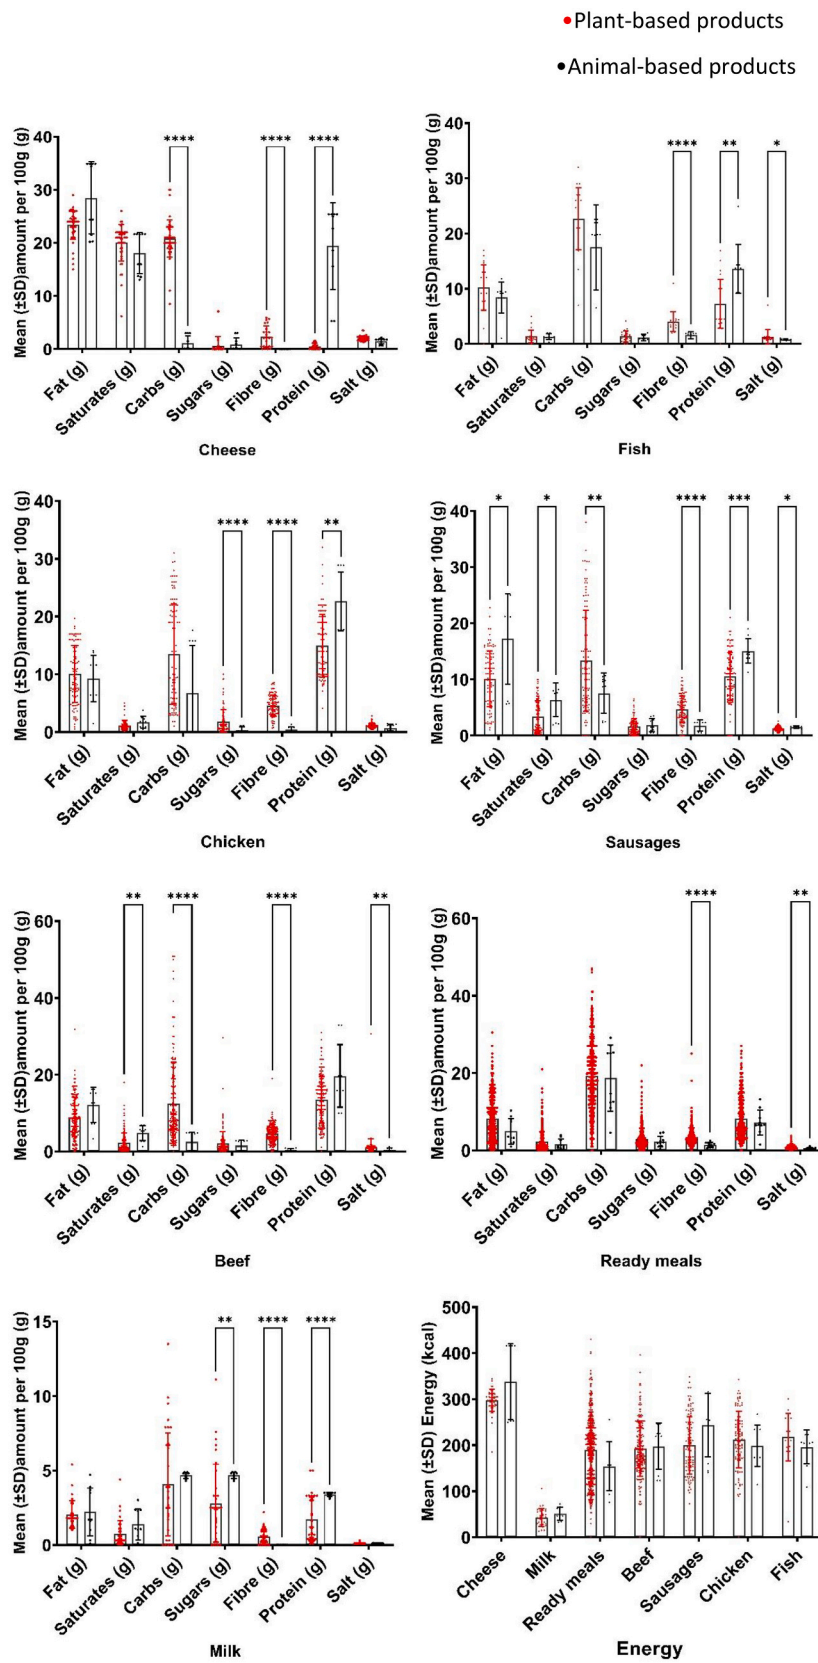 •Plant-based products
•Animal-based products
Mean (±SD)amount per 100g (g)
40
30
20
10
0
**** **** ****
Fat (g) Saturates (g) Carbs (g) Sugars (g) Fibre (g) Protein (g) Salt (g)
Cheese
Mean (±SD)amount per 100g (g)
40
30
20
10
0
**** ** *
Fat (g) Saturates (g) Carbs (g) Sugars (g) Fibre (g) Protein (g) Salt (g)
Fish
Mean (±SD)amount per 100g (g)
40
30
20
10
0
**** **** **
Fat (g) Saturates (g) Carbs (g) Sugars (g) Fibre (g) Protein (g) Salt (g)
Chicken
Mean (±SD)amount per 100g (g)
40
30
20
10
0
* * ** **** *** *
Fat (g) Saturates (g) Carbs (g) Sugars (g) Fibre (g) Protein (g) Salt (g)
Sausages
Mean (±SD)amount per 100g (g)
60
40
20
0
** **** **** **
Fat (g) Saturates (g) Carbs (g) Sugars (g) Fibre (g) Protein (g) Salt (g)
Beef
Mean (±SD)amount per 100g (g)
60
40
20
0
**** **
Fat (g) Saturates (g) Carbs (g) Sugars (g) Fibre (g) Protein (g) Salt (g)
Ready meals
Mean (±SD)amount per 100g (g)
15
10
5
0
** **** ****
Fat (g) Saturates (g) Carbs (g) Sugars (g) Fibre (g) Protein (g) Salt (g)
Milk
Mean (±SD) Energy (kcal)
500
400
300
200
100
0
Cheese Milk Ready meals Beef Sausages Chicken Fish
Energy